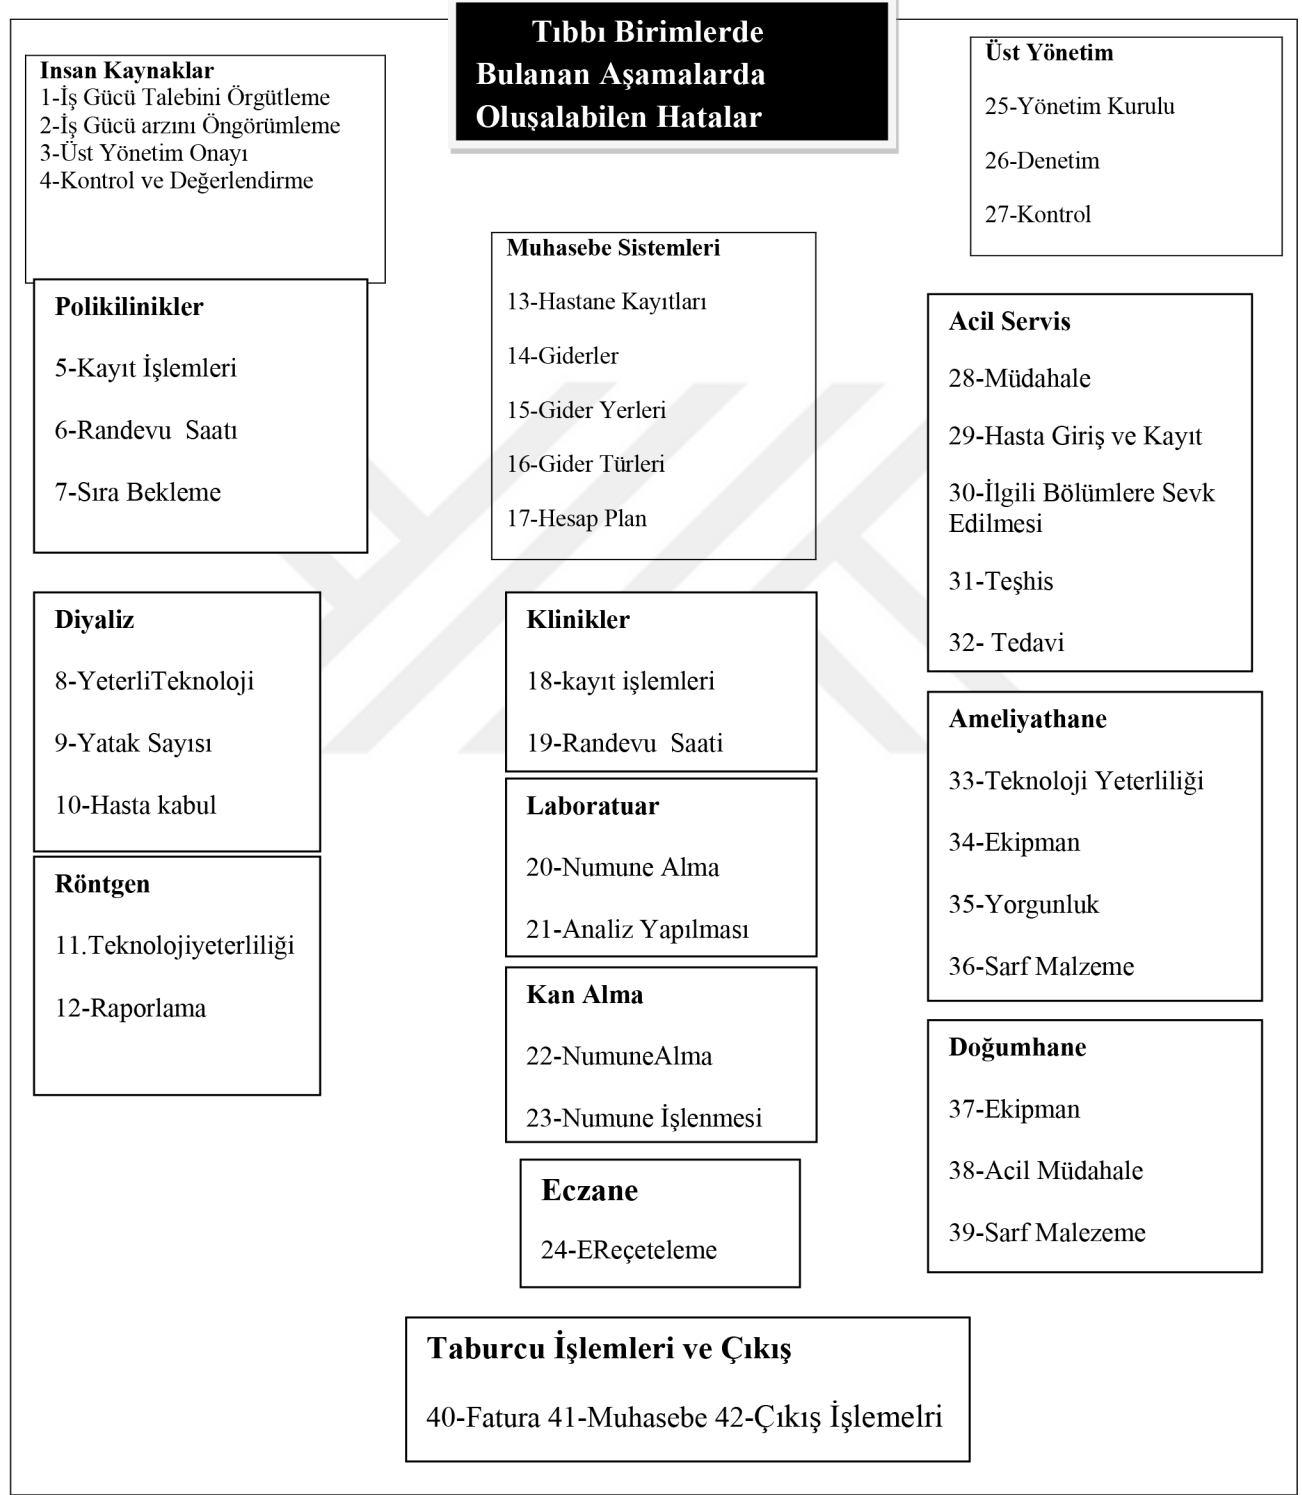 Tıbbı Birimlerde
Bulanan Aşamalarda
Oluşalabilen Hatalar
Insan Kaynaklar
1-İş Gücü Talebini Örgütleme
2-İş Gücü arzını Öngörümleme
3-Üst Yönetim Onayı
4-Kontrol ve Değerlendirme
Polikilinikler
5-Kayıt İşlemleri
6-Randevu Saatı
7-Sıra Bekleme
Diyaliz
8-YeterliTeknoloji
9-Yatak Sayısı
10-Hasta kabul
Röntgen
11.Teknolojiyeterliliği
12-Raporlama
Muhasebe Sistemleri
13-Hastane Kayıtları
14-Giderler
15-Gider Yerleri
16-Gider Türleri
17-Hesap Plan
Klinikler
18-kayıt işlemleri
19-Randevu Saati
Laboratuar
20-Numune Alma
21-Analiz Yapılması
Kan Alma
22-NumuneAlma
23-Numune İşlenmesi
Eczane
24-EReçeteleme
Üst Yönetim
25-Yönetim Kurulu
26-Denetim
27-Kontrol
Acil Servis
28-Müdahale
29-Hasta Giriş ve Kayıt
30-İlgili Bölümlere Sevk
Edilmesi
31-Teşhis
32- Tedavi
Ameliyathane
33-Teknoloji Yeterliliği
34-Ekipman
35-Yorgunluk
36-Sarf Malzeme
Doğumhane
37-Ekipman
38-Acil Müdahale
39-Sarf Malezeme
Taburcu İşlemleri ve Çıkış
40-Fatura 41-Muhasebe 42-Çıkış İşlemelri